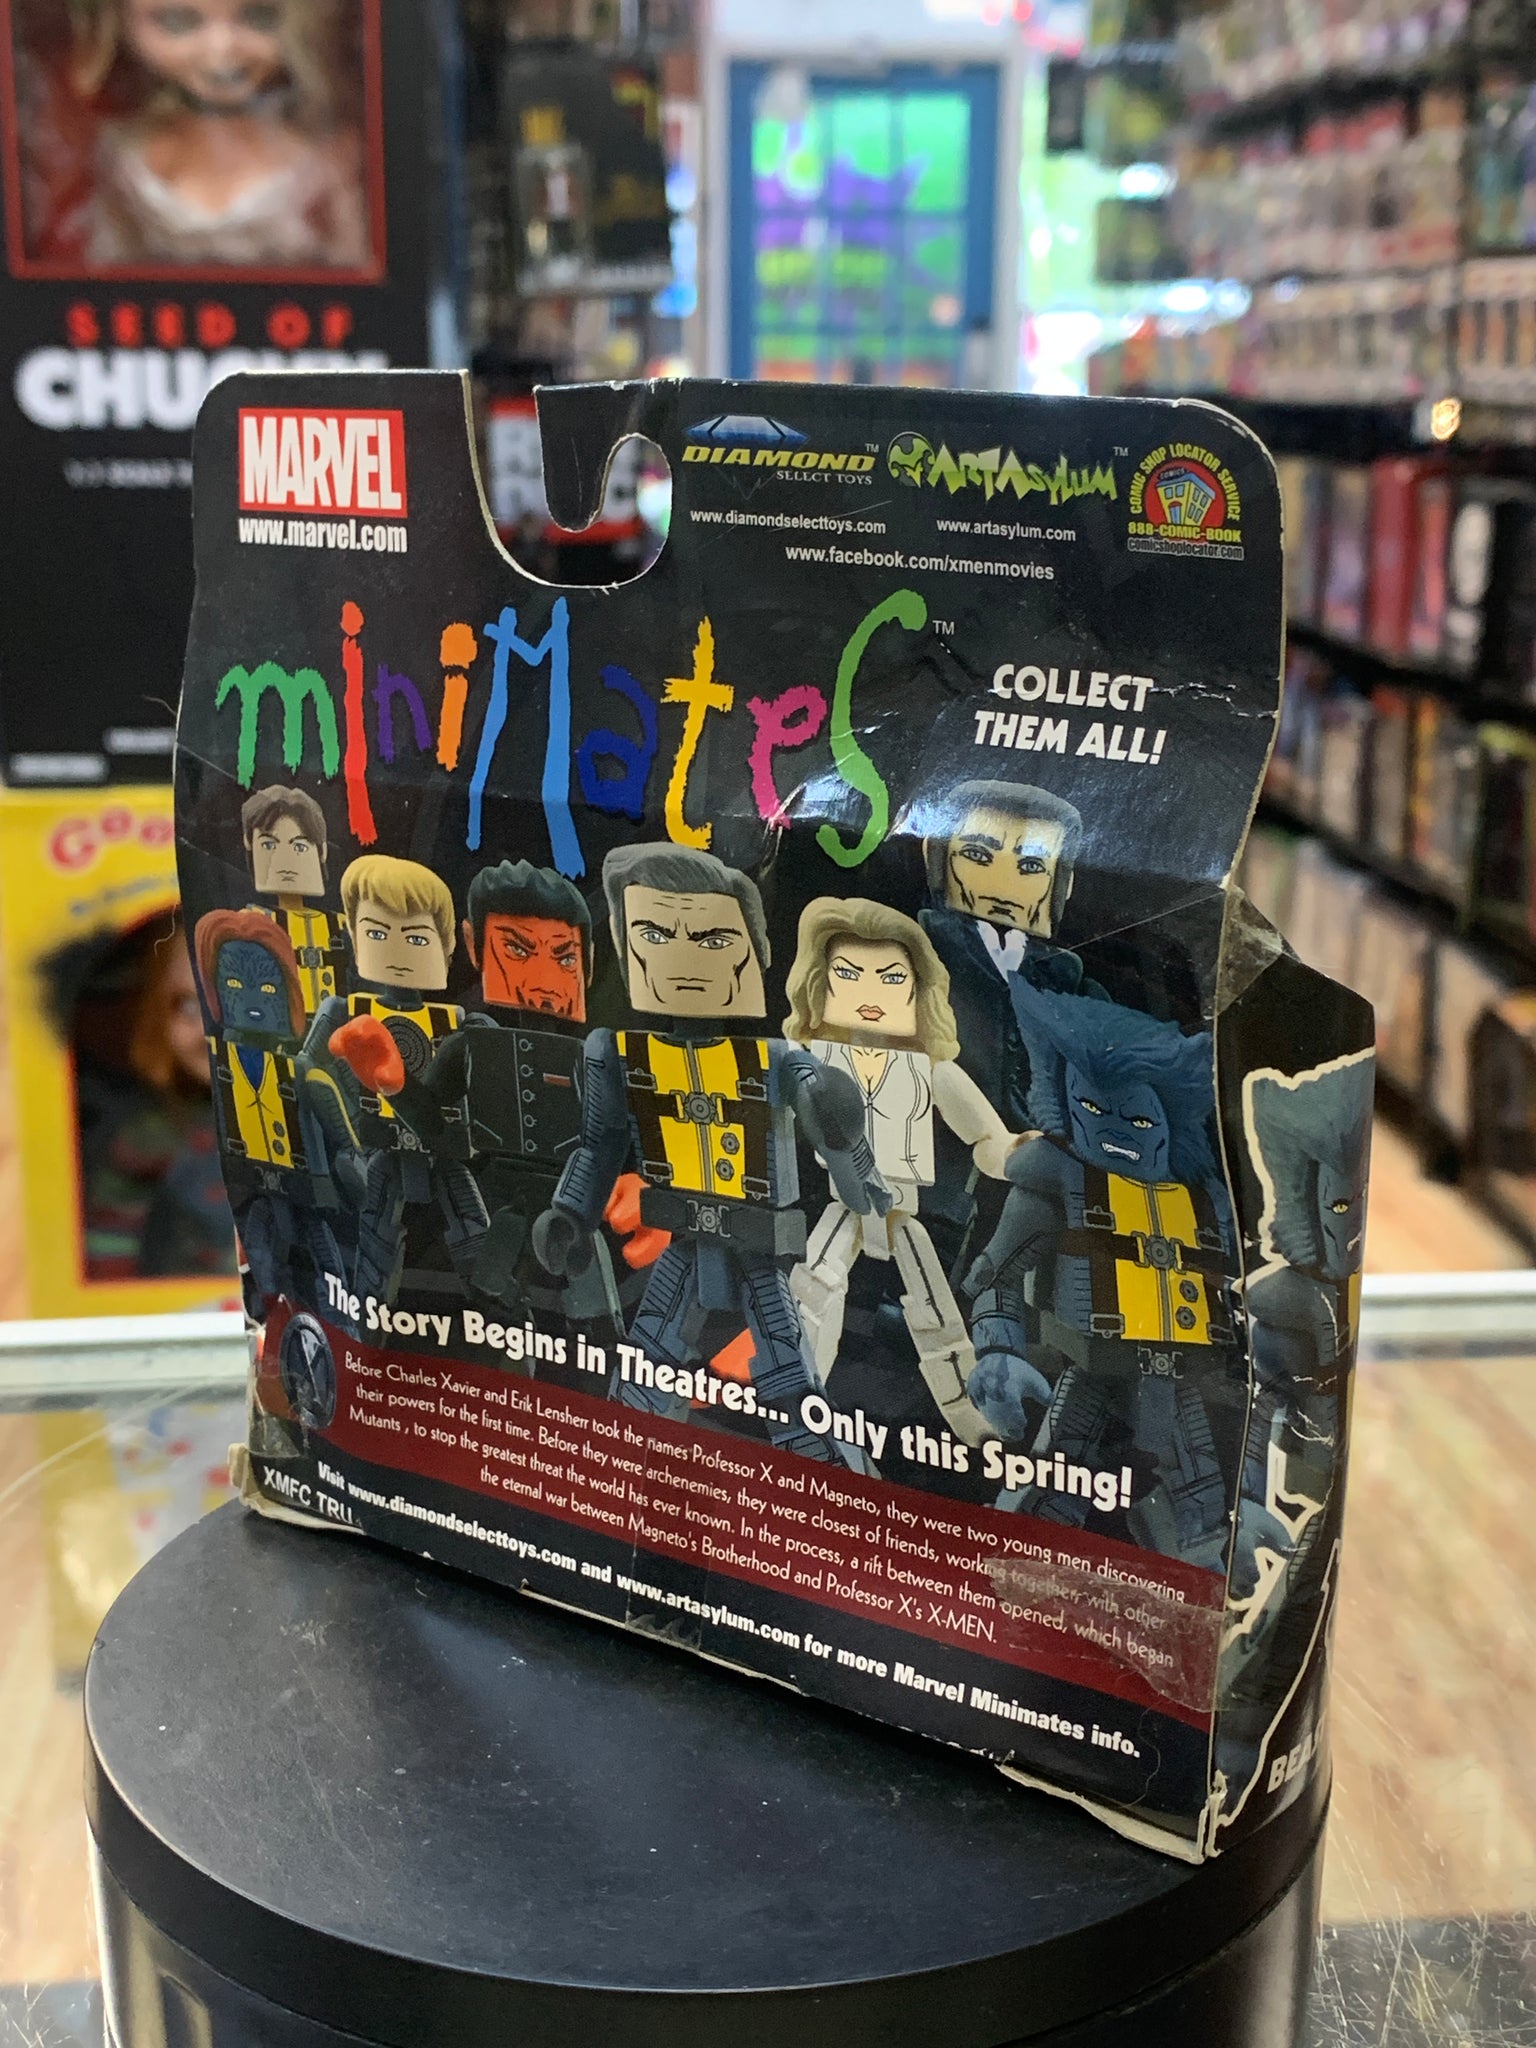 SEED OF
MARVEL
www.marvel.com
DIAMOND™
SELECT TOYS
www.diamondselecttoys.com
ARTASYLUM™
www.artasylum.com
COMIC SHOP LOCATOR SERVICE
COMICS
888-COMIC-BOOK
comicshoplocator.com
www.facebook.com/xmenmovies
miniMates™
COLLECT
THEM ALL!
The Story Begins in Theatres... Only this Spring!
Before Charles Xavier and Erik Lensherr took the names Professor X and Magneto, they were two young men discovering
their powers for the first time. Before they were archenemies, they were closest of friends, working together, with other
Mutants , to stop the greatest threat the world has ever known. In the process, a rift between them opened, which began
the eternal war between Magneto's Brotherhood and Professor X's X-MEN.
Visit www.diamondselecttoys.com and www.artasylum.com for more Marvel Minimates info.
XMFC TRU